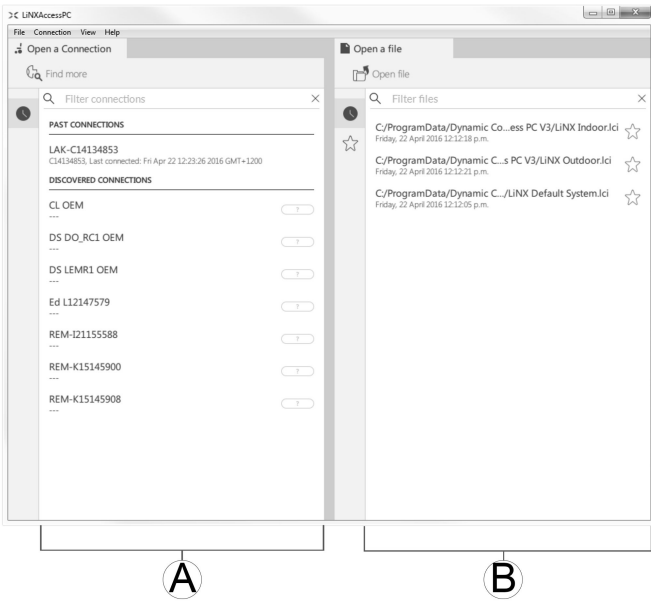 LiNXAccessPC
File Connection View Help
Open a Connection
Find more
Filter connections
PAST CONNECTIONS
LAK-C14134853
C14134853, Last connected: Fri Apr 22 12:23:26 2016 GMT+1200
DISCOVERED CONNECTIONS
CL OEM
---
?
DS DO_RC1 OEM
---
?
DS LEMR1 OEM
---
?
Ed L12147579
---
?
REM-I21155588
---
?
REM-K15145900
---
?
REM-K15145908
---
?
Open a file
Open file
Filter files
C:/ProgramData/Dynamic Co...ess PC V3/LiNX Indoor.lci
Friday, 22 April 2016 12:12:18 p.m.
C:/ProgramData/Dynamic C...s PC V3/LiNX Outdoor.lci
Friday, 22 April 2016 12:12:21 p.m.
C:/ProgramData/Dynamic C.../LiNX Default System.lci
Friday, 22 April 2016 12:12:05 p.m.
A
B